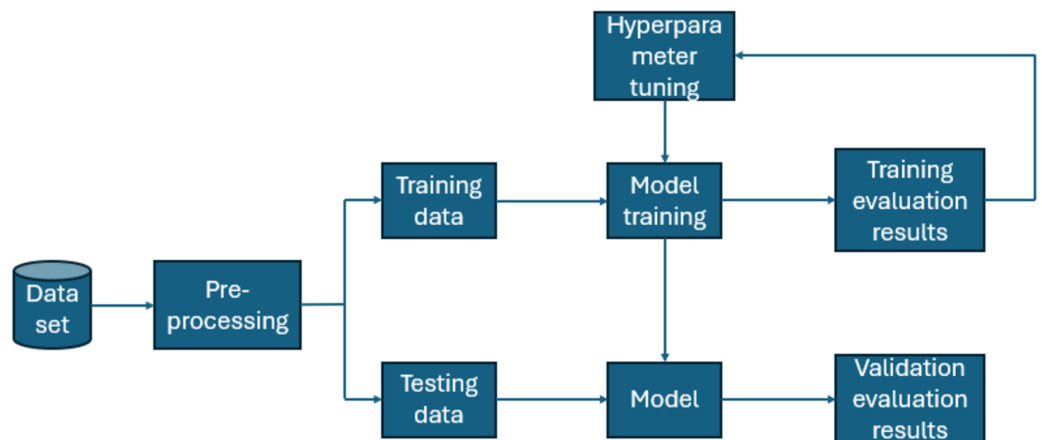 Hyperpara
meter
tuning
Training
data
Model
training
Training
evaluation
results
Data
set
Pre-
processing
Testing
data
Model
Validation
evaluation
results